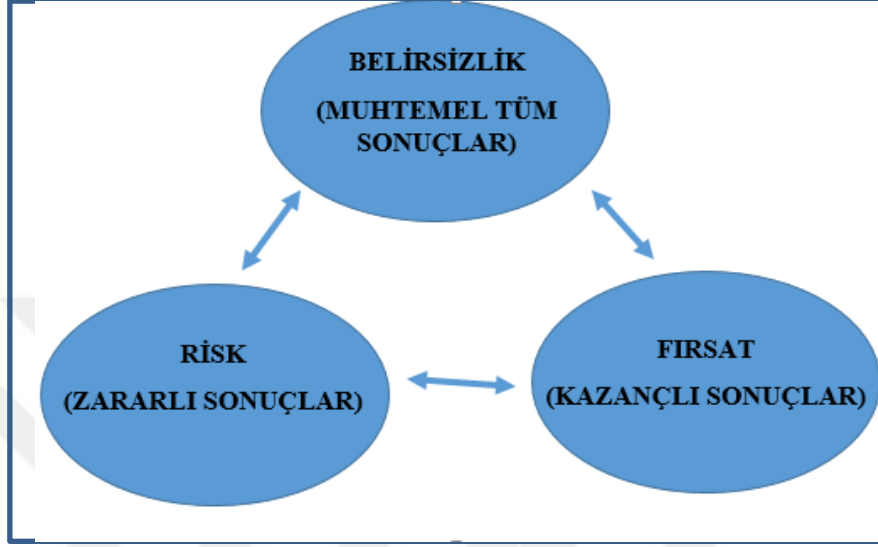 BELİRSİZLİK
(MUHTEMEL TÜM
SONUÇLAR)
RİSK
(ZARARLI SONUÇLAR)
FIRSAT
(KAZANÇLI SONUÇLAR)